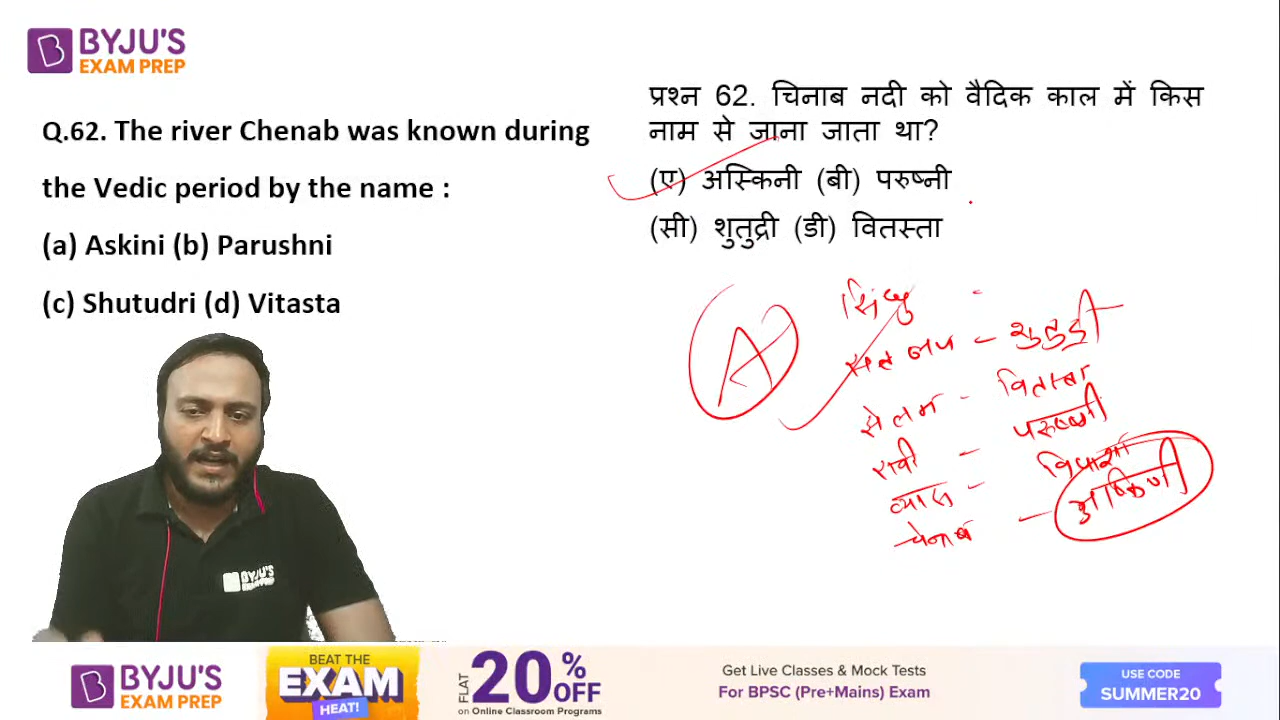 BYJU'S
EXAM PREP
Q.62. The river Chenab was known during
the Vedic period by the name :
(a) Askini (b) Parushni
(c) Shutudri (d) Vitasta
प्रश्न 62. चिनाब नदी को वैदिक काल में किस
नाम से जाना जाता था?
(ए) अस्किनी (बी) परुष्नी
(सी) शुतुद्री (डी) वितस्ता
A
सिंधु -
सतलज - शुतुद्री
झेलम - वितस्ता
रावी - परुष्णी
व्यास - विपाशा
चेनाब -
BYJU'S
EXAM PREP
BYJU'S
EXAM PREP
BEAT THE
EXAM
HEAT!
FLAT 20% OFF
on Online Classroom Programs
Get Live Classes & Mock Tests
For BPSC (Pre+Mains) Exam
USE CODE
SUMMER20